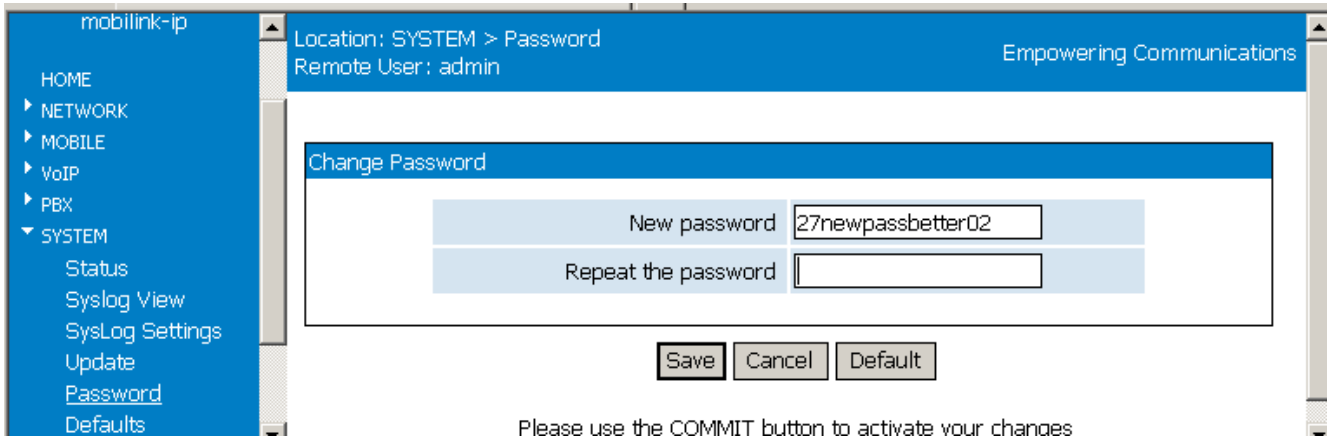 mobilink-ip
HOME
NETWORK
MOBILE
VoIP
PBX
SYSTEM
Status
Syslog View
SysLog Settings
Update
Password
Defaults
Location: SYSTEM > Password
Remote User: admin
Empowering Communications
Change Password
New password 27newpassbetter02
Repeat the password
Save Cancel Default
Please use the COMMIT button to activate your changes